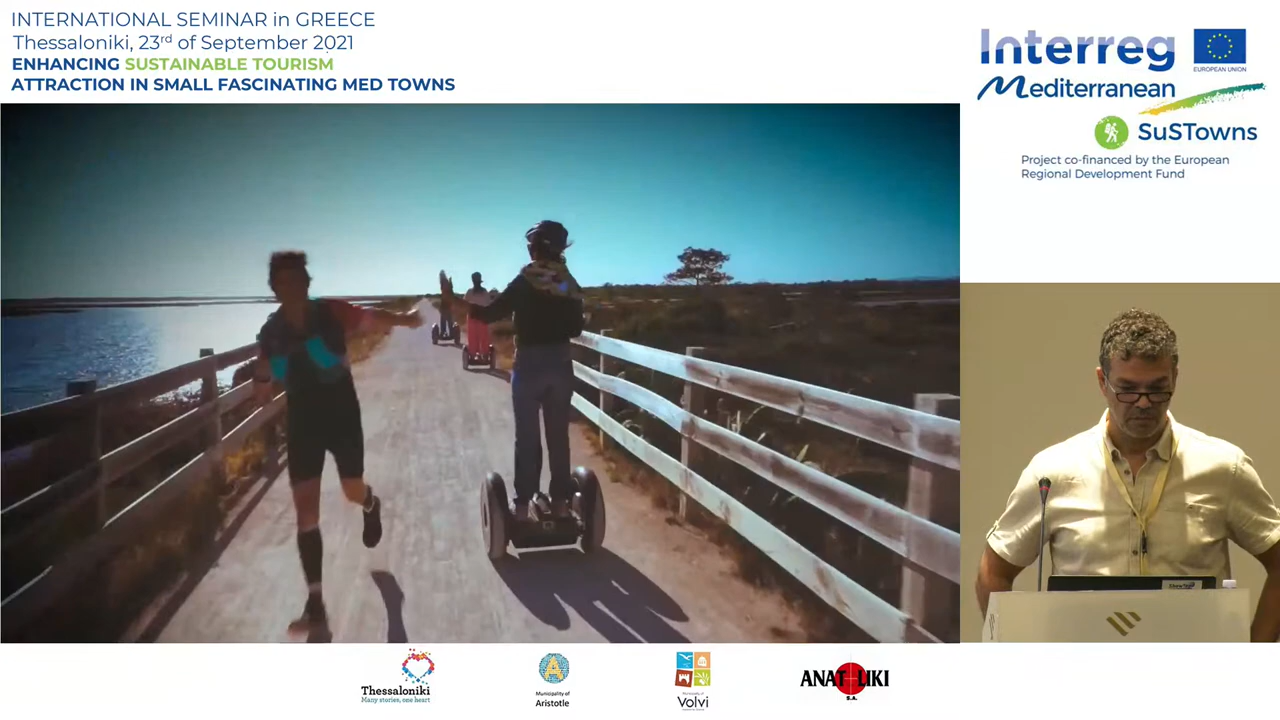 INTERNATIONAL SEMINAR in GREECE
Thessaloniki, 23rd of September 2021
ENHANCING SUSTAINABLE TOURISM
ATTRACTION IN SMALL FASCINATING MED TOWNS
Interreg
EUROPEAN UNION
Mediterranean
SuSTowns
Project co-financed by the European
Regional Development Fund
Thessaloniki
Many stories, one heart
Municipality of
Aristotle
Municipality of
Volvi
ANATOLIKI
S.A.